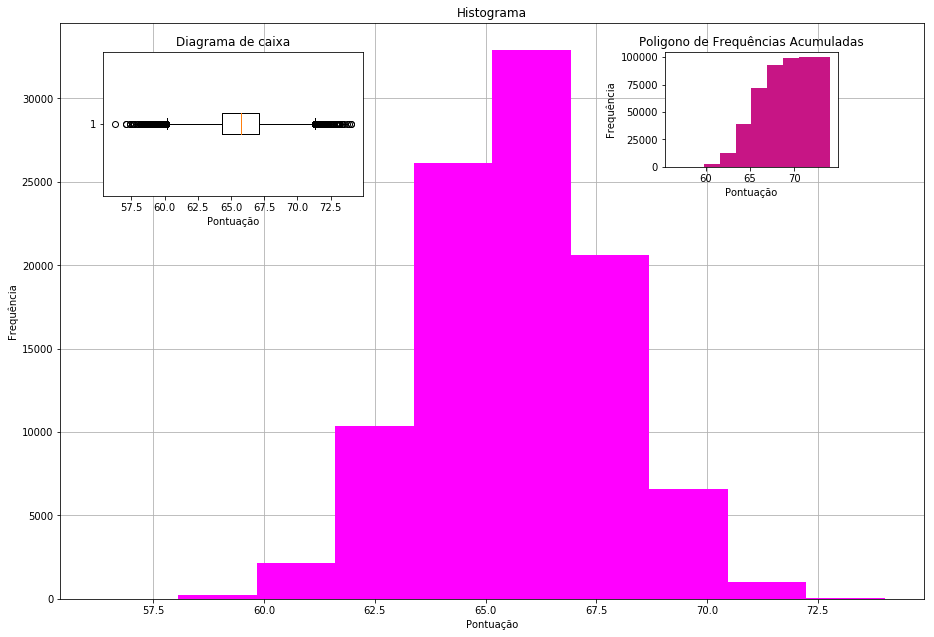 Histograma
Diagrama de caixa
1
57.5 60.0 62.5 65.0 67.5 70.0 72.5
Pontuação
Poligono de Frequências Acumuladas
Frequência
100000
75000
50000
25000
0
60 65 70
Pontuação
Frequência
30000
25000
20000
15000
10000
5000
0
57.5 60.0 62.5 65.0 67.5 70.0 72.5
Pontuação